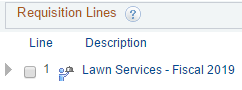 Requisition Lines ?
Line Description
1 Lawn Services - Fiscal 2019